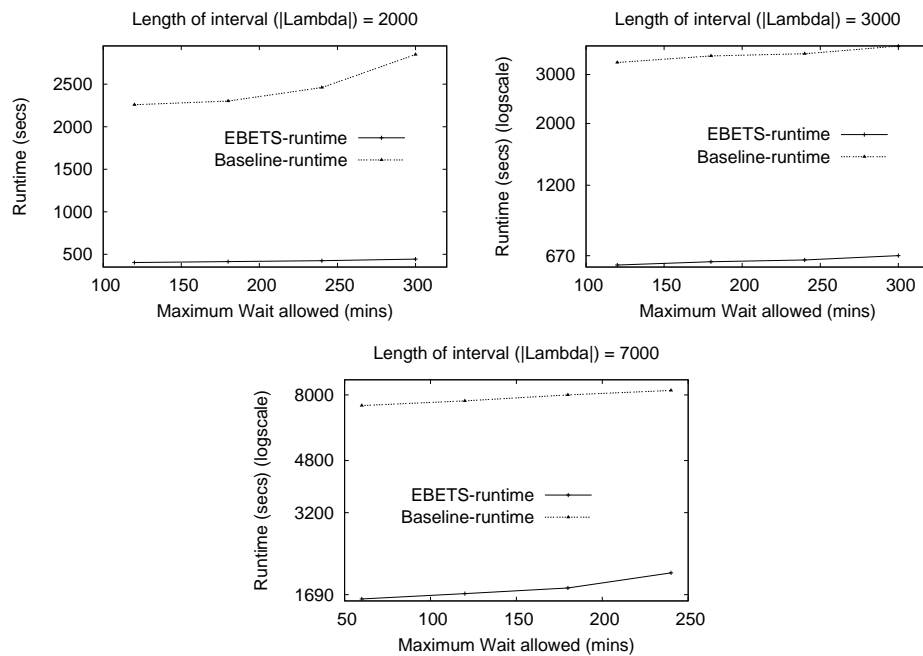 Length of interval (|Lambda|) = 2000
Runtime (secs)
2500
2000
1500
1000
500
EBETS-runtime
Baseline-runtime
100 150 200 250 300
Maximum Wait allowed (mins)
Length of interval (|Lambda|) = 3000
Runtime (secs) (logscale)
3000
2000
1200
670
EBETS-runtime
Baseline-runtime
100 150 200 250 300
Maximum Wait allowed (mins)
Length of interval (|Lambda|) = 7000
Runtime (secs) (logscale)
8000
4800
3200
1690
EBETS-runtime
Baseline-runtime
50 100 150 200 250
Maximum Wait allowed (mins)